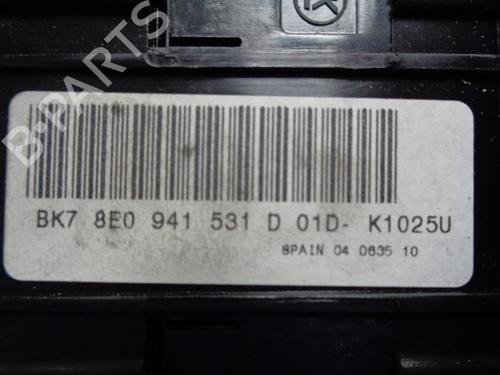 B-PARTS
BK7 8E0 941 531 D 01D- K1025U
SPAIN 04 0635 10